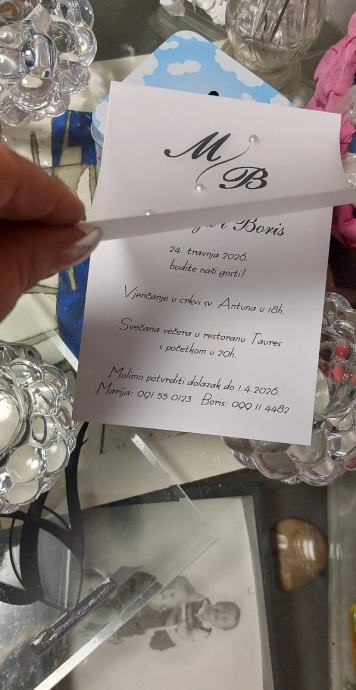 M
B
Boris
24. travnja 2026.
budite naši gosti!
Vjenčanje u crkvi sv. Antuna u 18h.
Svečana večera u restoranu Taures
s početkom u 20h.
Molimo potvrditi dolazak do 1.4.2026.
Marija: 091 55 0123 Boris: 099 11 4482